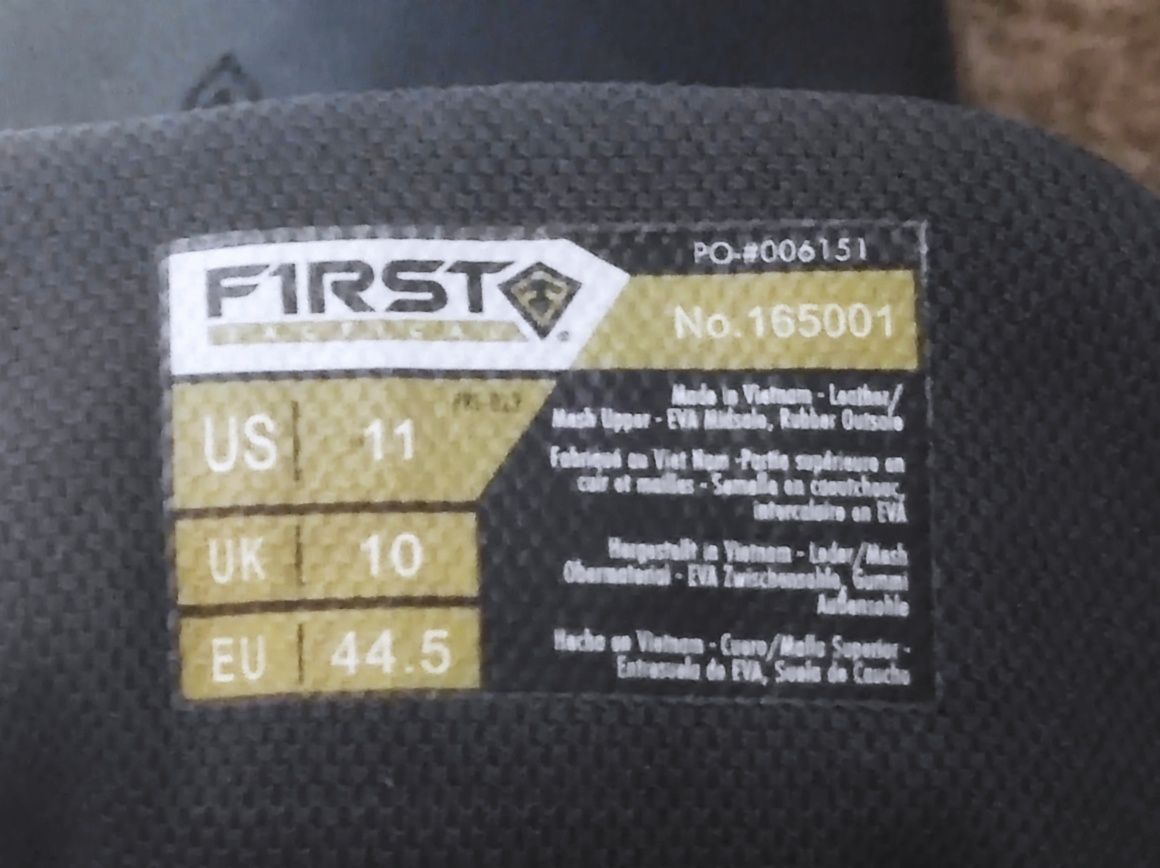 F1RST
TACTICAL
PO-#006151
No.165001
US 11
UK 10
EU 44.5
Made in Vietnam - Leather/
Mesh Upper - EVA Midsole, Rubber Outsole
Fabriqué au Viet Nam -Partie supérieure en
cuir et mailles - Semelle en caoutchouc,
intercalaire en EVA
Hergestellt in Vietnam - Leder/Mesh
Obermaterial - EVA Zwischensohle, Gummi
Außensohle
Hecho en Vietnam - Cuero/Malla Superior -
Entresuela de EVA, Suela de Caucho